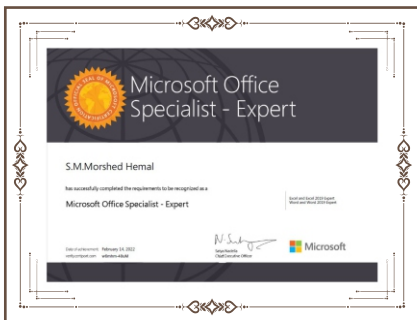 Microsoft Office
Specialist - Expert
S.M.Morshed Hemal
has successfully completed the requirements to be recognized as a
Microsoft Office Specialist - Expert
Excel and Excel 2019 Expert
Word and Word 2019 Expert
Date of achievement: February 14, 2022
Satya Nadella
Chief Executive Officer
Microsoft